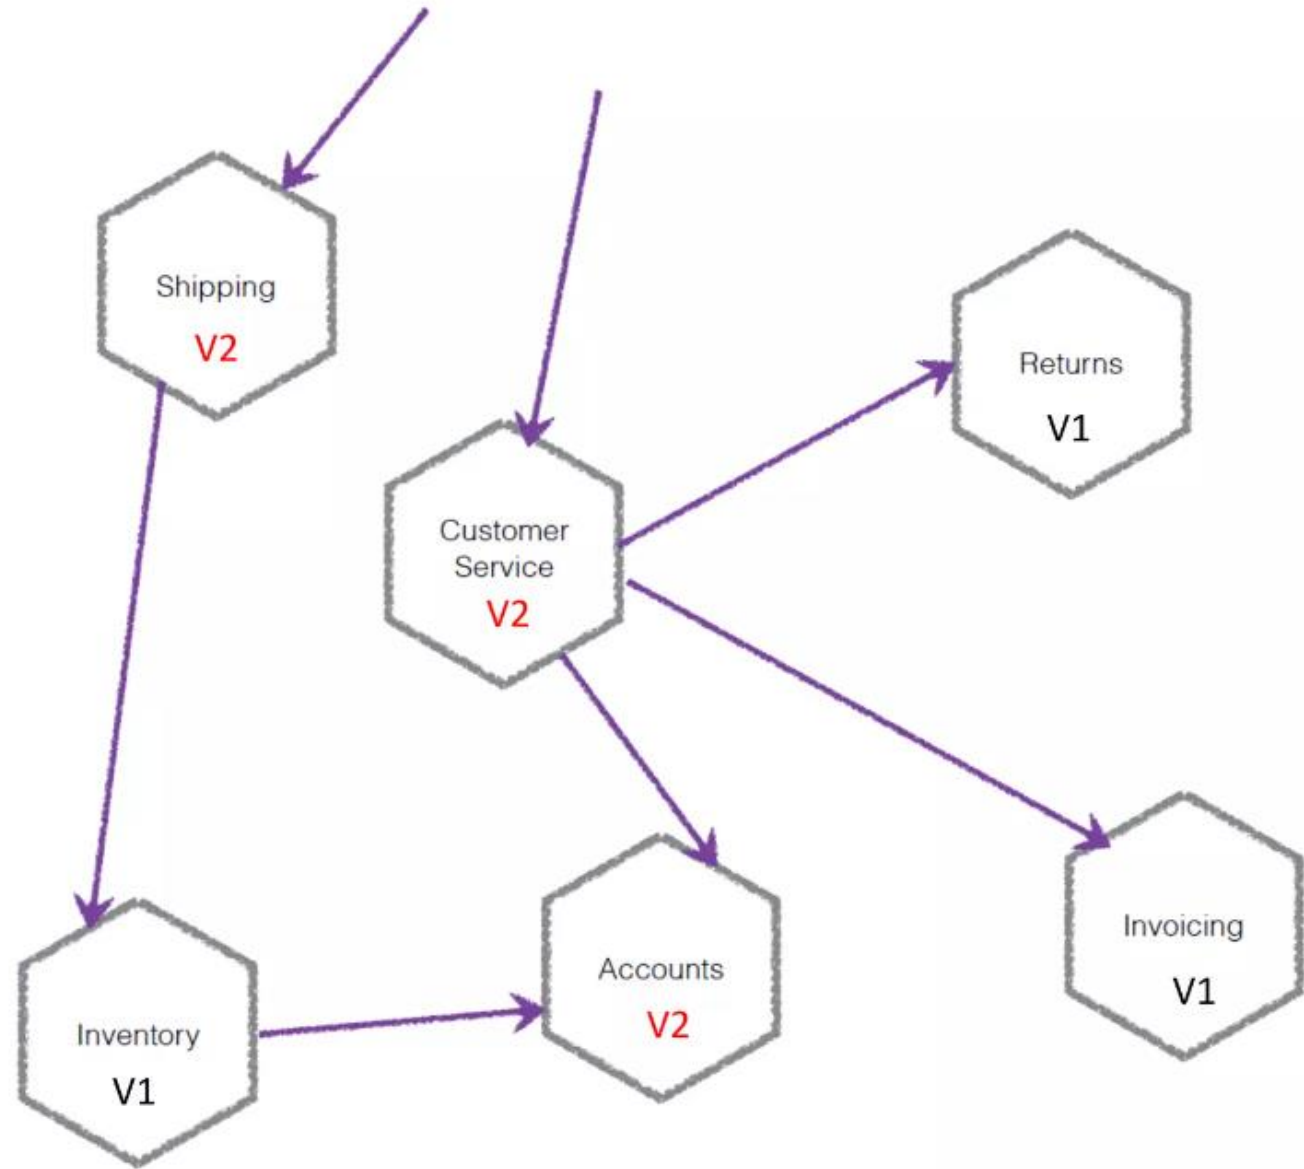 Shipping
V2
Returns
V1
Customer
Service
V2
Invoicing
V1
Accounts
V2
Inventory
V1